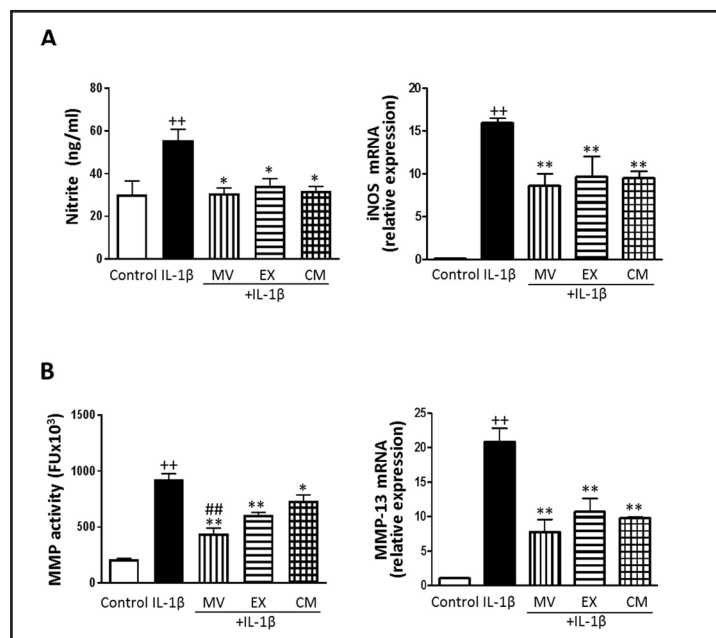 A
Nitrite (ng/ml)
80
60
40
20
0
++
*
*
*
Control IL-1β MV EX CM
+IL-1β
iNOS mRNA
(relative expression)
20
15
10
5
0
++
**
**
**
Control IL-1β MV EX CM
+IL-1β
B
MMP activity (FUx10³)
1500
1000
500
0
++
##
**
**
*
Control IL-1β MV EX CM
+IL-1β
MMP-13 mRNA
(relative expression)
25
20
15
10
5
0
++
**
**
**
Control IL-1β MV EX CM
+IL-1β